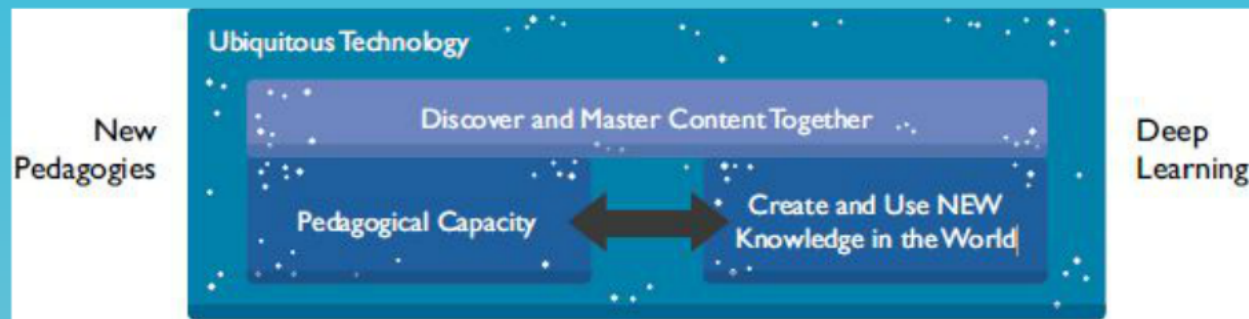 Ubiquitous Technology
New
Pedagogies
Discover and Master Content Together
Pedagogical Capacity
Create and Use NEW
Knowledge in the World
Deep
Learning